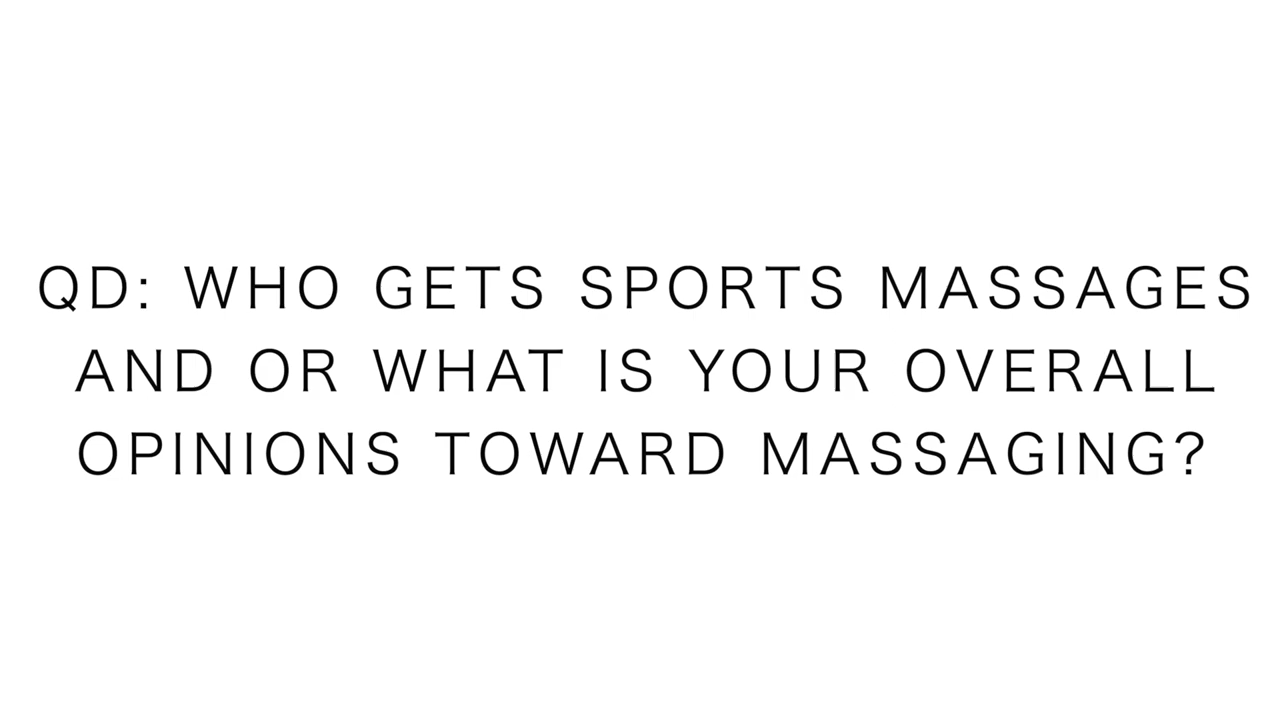 QD: WHO GETS SPORTS MASSAGES
AND OR WHAT IS YOUR OVERALL
OPINIONS TOWARD MASSAGING?